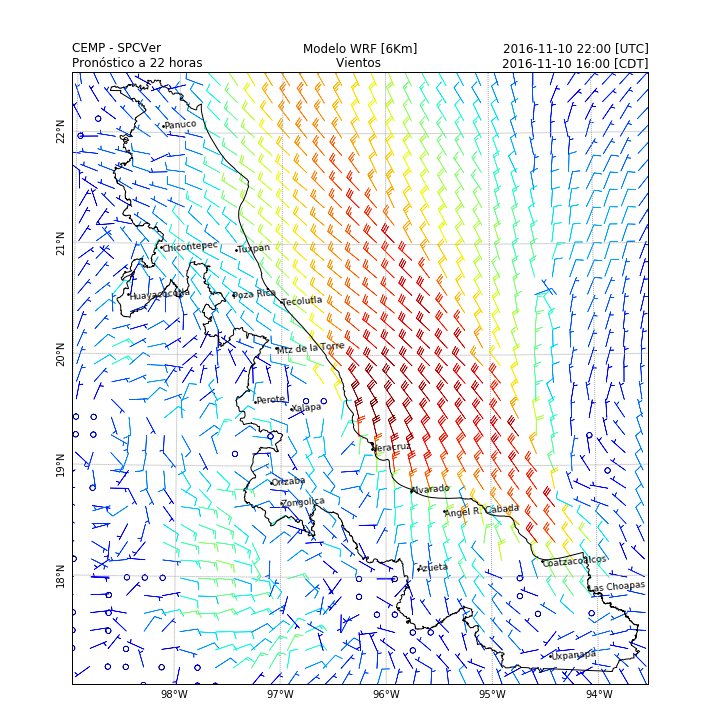 CEMP - SPCVer
Modelo WRF [6Km]
2016-11-10 22:00 [UTC]
Pronóstico a 22 horas
Vientos
2016-11-10 16:00 [CDT]
22°N
Panuco
21°N
Chicontepec
Tuxpan
Huayacocotla
Poza Rica
Tecolutla
20°N
Mtz de la Torre
Perote
Xalapa
19°N
Veracruz
Orizaba
Alvarado
Zongolica
Angel R. Cabada
18°N
Azueta
Coatzacoalcos
Las Choapas
Uxpanapa
98°W
97°W
96°W
95°W
94°W